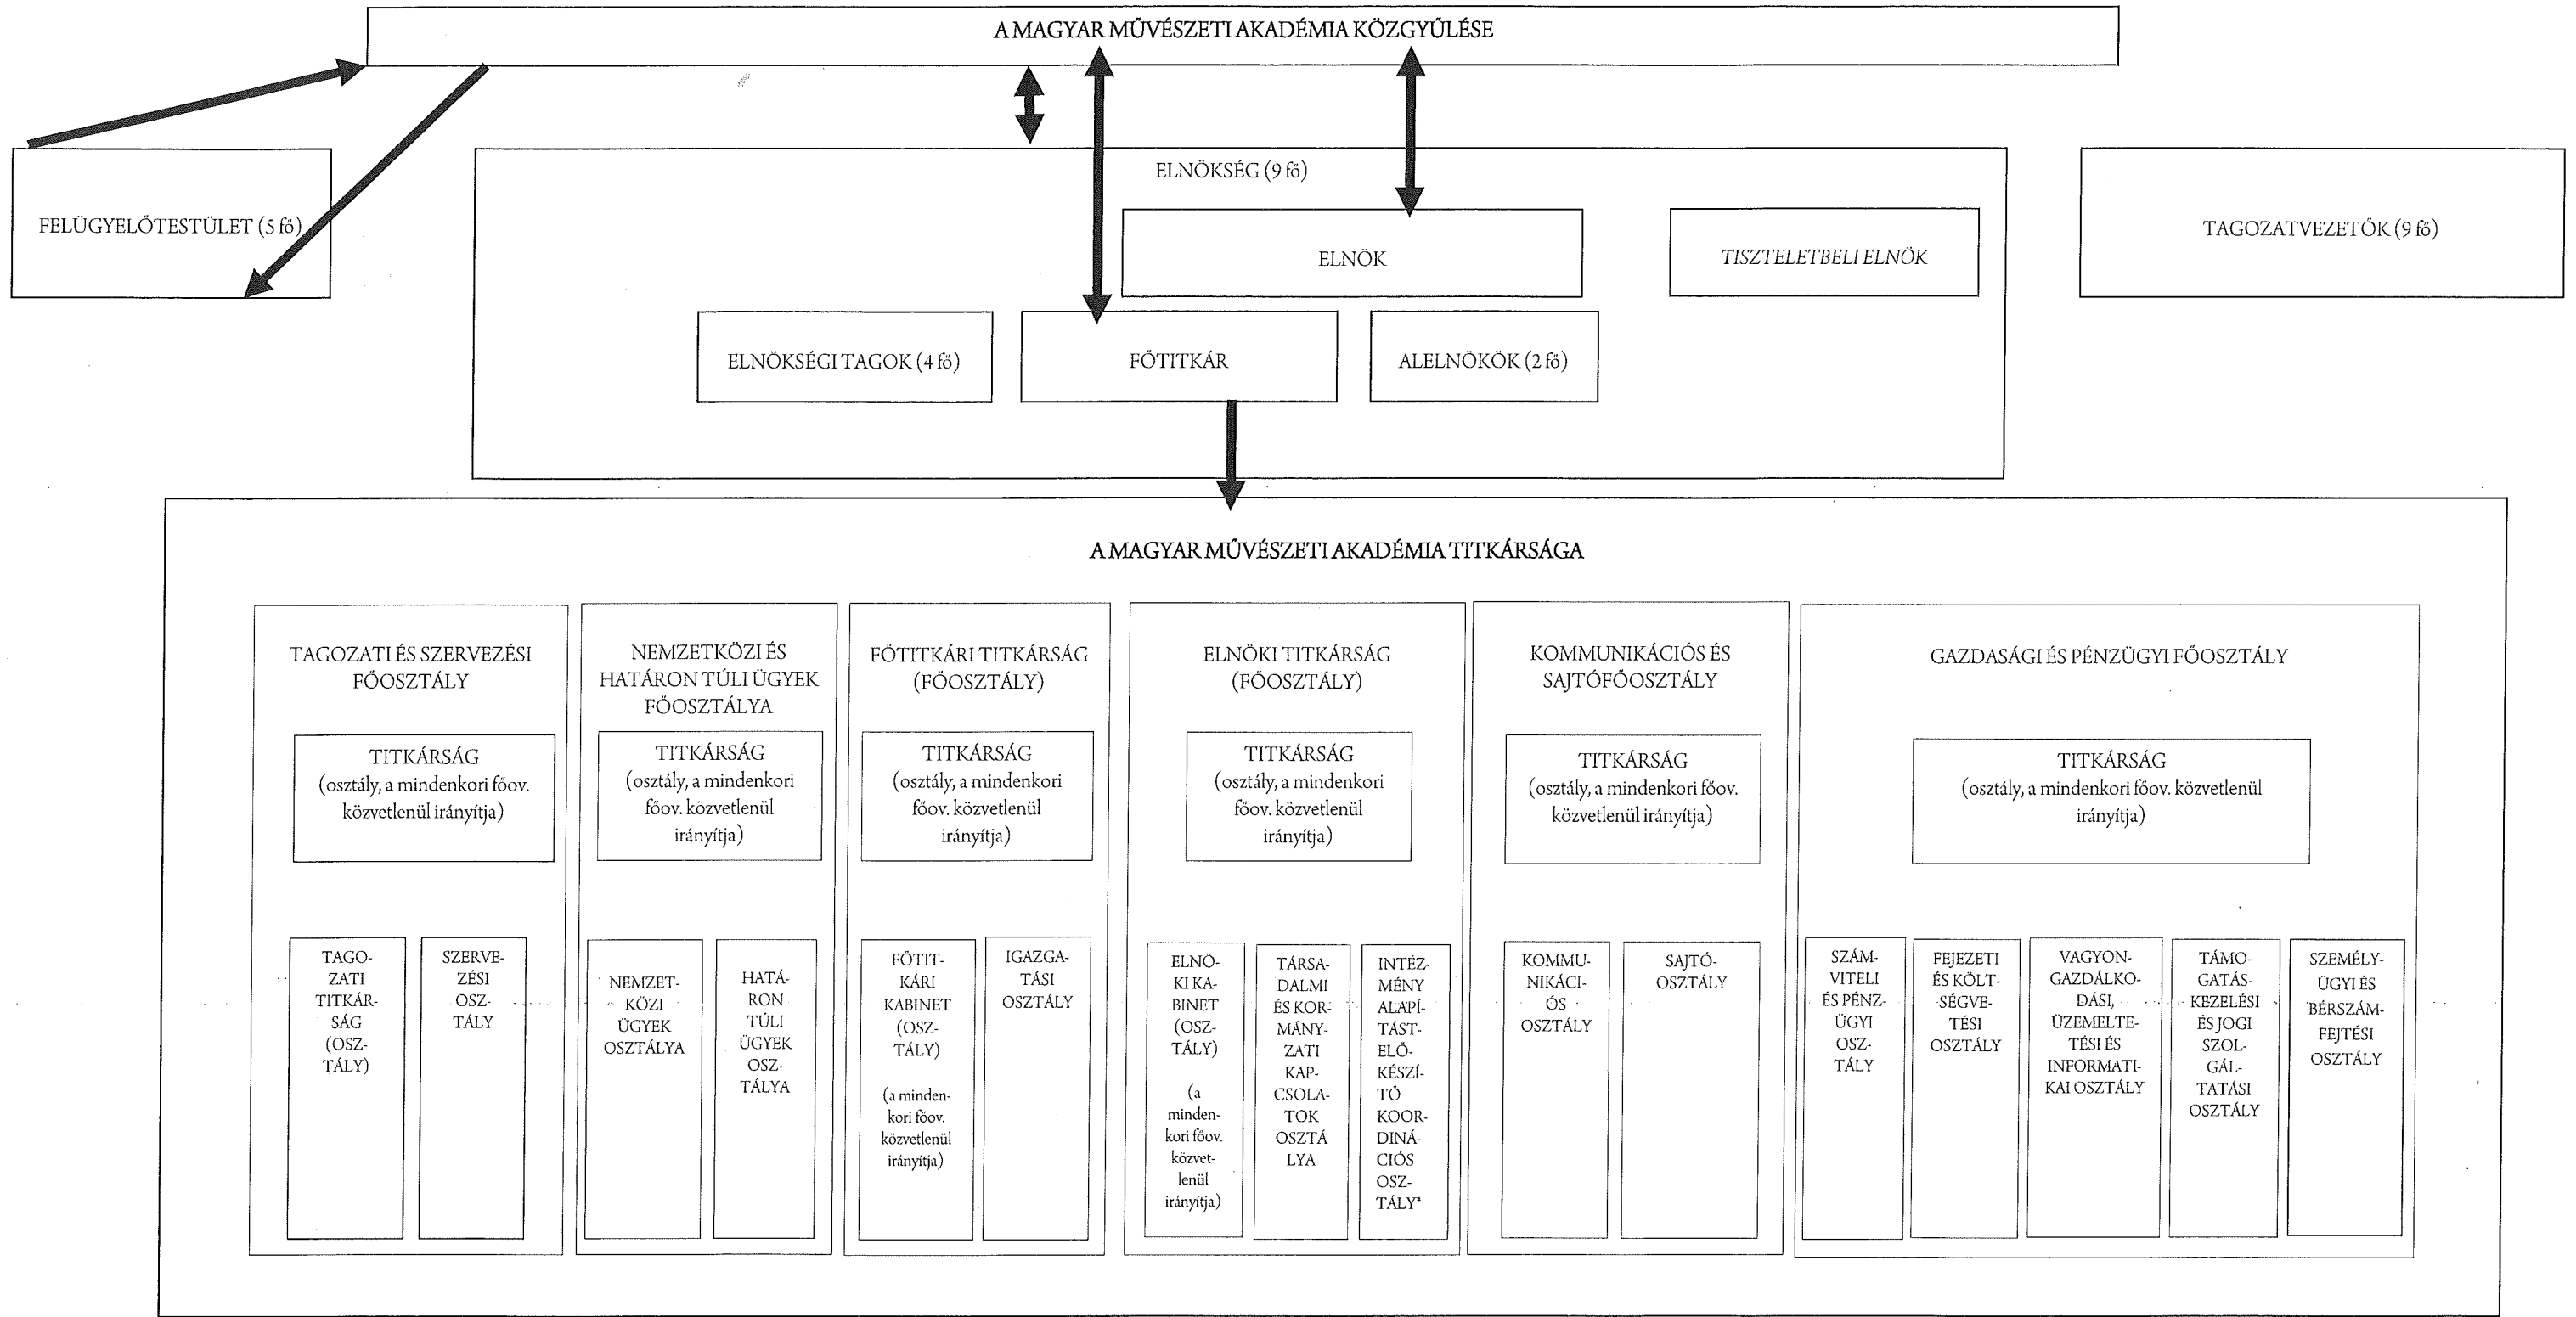 A MAGYAR MŰVÉSZETI AKADÉMIA KÖZGYŰLÉSE
FELÜGYELŐTESTÜLET (5 fő)
ELNÖKSÉG (9 fő)
ELNÖK
TISZTELETBELI ELNÖK
TAGOZATVEZETŐK (9 fő)
ELNÖKSÉGI TAGOK (4 fő)
FŐTITKÁR
ALELNÖKÖK (2 fő)
A MAGYAR MŰVÉSZETI AKADÉMIA TITKÁRSÁGA
TAGOZATI ÉS SZERVEZÉSI
FŐOSZTÁLY
TITKÁRSÁG
(osztály, a mindenkori főov.
közvetlenül irányítja)
TAGO-
ZATI
TITKÁR-
SÁG
(OSZ-
TÁLY)
SZERVE-
ZÉSI
OSZ-
TÁLY
NEMZETKÖZI ÉS
HATÁRON TÚLI ÜGYEK
FŐOSZTÁLYA
TITKÁRSÁG
(osztály, a mindenkori
főov. közvetlenül
irányítja)
NEMZET-
KÖZI
ÜGYEK
OSZTÁLYA
HATÁ-
RON
TÚLI
ÜGYEK
OSZ-
TÁLYA
FŐTITKÁRI TITKÁRSÁG
(FŐOSZTÁLY)
TITKÁRSÁG
(osztály, a mindenkori
főov. közvetlenül
irányítja)
FŐTIT-
KÁRI
KABINET
(OSZ-
TÁLY)
(a minden-
kori főov.
közvetlenül
irányítja)
IGAZGA-
TÁSI
OSZTÁLY
ELNÖKI TITKÁRSÁG
(FŐOSZTÁLY)
TITKÁRSÁG
(osztály, a mindenkori
főov. közvetlenül
irányítja)
ELNÖ-
KI KA-
BINET
(OSZ-
TÁLY)
(a
minden-
kori főov.
közvet-
lenül
irányítja)
TÁRSA-
DALMI
ÉS KOR-
MÁNY-
ZATI
KAP-
CSOLA-
TOK
OSZTÁ
LYA
INTÉZ-
MÉNY
ALAPÍ-
TÁST-
ELŐ-
KÉSZÍ-
TŐ
KOOR-
DINÁ-
CIÓS
OSZ-
TÁLY*
KOMMUNIKÁCIÓS ÉS
SAJTÓFŐOSZTÁLY
TITKÁRSÁG
(osztály, a mindenkori főov.
közvetlenül irányítja)
KOMMU-
NIKÁCI-
ÓS
OSZTÁLY
SAJTÓ-
OSZTÁLY
GAZDASÁGI ÉS PÉNZÜGYI FŐOSZTÁLY
TITKÁRSÁG
(osztály, a mindenkori főov. közvetlenül
irányítja)
SZÁM-
VITELI
ÉS PÉNZ-
ÜGYI
OSZ-
TÁLY
FEJEZETI
ÉS KÖLT-
SÉGVE-
TÉSI
OSZTÁLY
VAGYON-
GAZDÁLKO-
DÁSI,
ÜZEMELTE-
TÉSI ÉS
INFORMATI-
KAI OSZTÁLY
TÁMO-
GATÁS-
KEZELÉSI
ÉS JOGI
SZOL-
GÁL-
TATÁSI
OSZTÁLY
SZEMÉLY-
ÜGYI ÉS
BÉRSZÁM-
FEJTÉSI
OSZTÁLY